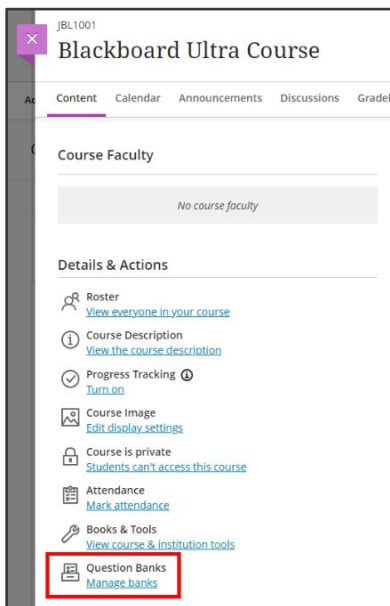 JBL1001
Blackboard Ultra Course
Content Calendar Announcements Discussions
Course Faculty
No course faculty
Details & Actions
Roster
View everyone in your course
Course Description
View the course description
Progress Tracking
Turn on
Course Image
Edit display settings
Course is private
Students can't access this course
Attendance
Mark attendance
Books & Tools
View course & institution tools
Question Banks
Manage banks